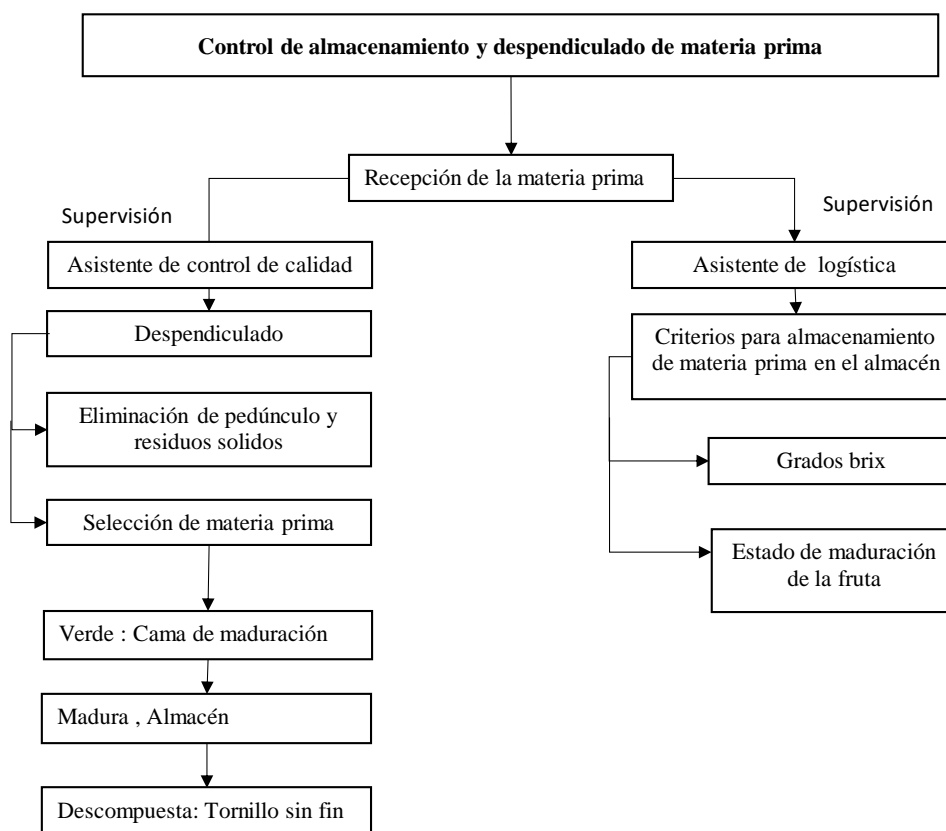 Control de almacenamiento y despendiculado de materia prima
Recepción de la materia prima
Supervisión
Supervisión
Asistente de control de calidad
Asistente de logística
Despendiculado
Criterios para almacenamiento
de materia prima en el almacén
Eliminación de pedúnculo y
residuos solidos
Grados brix
Selección de materia prima
Estado de maduración
de la fruta
Verde : Cama de maduración
Madura , Almacén
Descompuesta: Tornillo sin fin